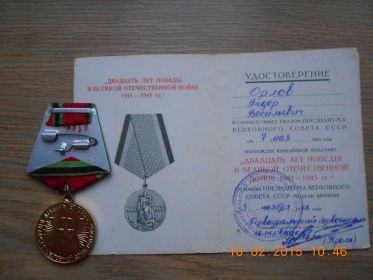 "ДВАДЦАТЬ ЛЕТ ПОБЕДЫ
В ВЕЛИКОЙ ОТЕЧЕСТВЕННОЙ ВОЙНЕ
1941—1945 гг."
УДОСТОВЕРЕНИЕ
Орлов
Федор
Васильевич
В СООТВЕТСТВИИ С УКАЗОМ ПРЕЗИДИУМА
ВЕРХОВНОГО СОВЕТА СССР
от 7 мая 1965 года
НАГРАЖДЕН ЮБИЛЕЙНОЙ МЕДАЛЬЮ
"ДВАДЦАТЬ ЛЕТ ПОБЕДЫ
В ВЕЛИКОЙ ОТЕЧЕСТВЕННОЙ
ВОЙНЕ 1941—1945 гг."
ПРЕЗИДИУМА ВЕРХОВНОГО
СОВЕТА СССР МЕДАЛЬ ВРУЧЕНА
5 ноября
10.02.2015 10:46